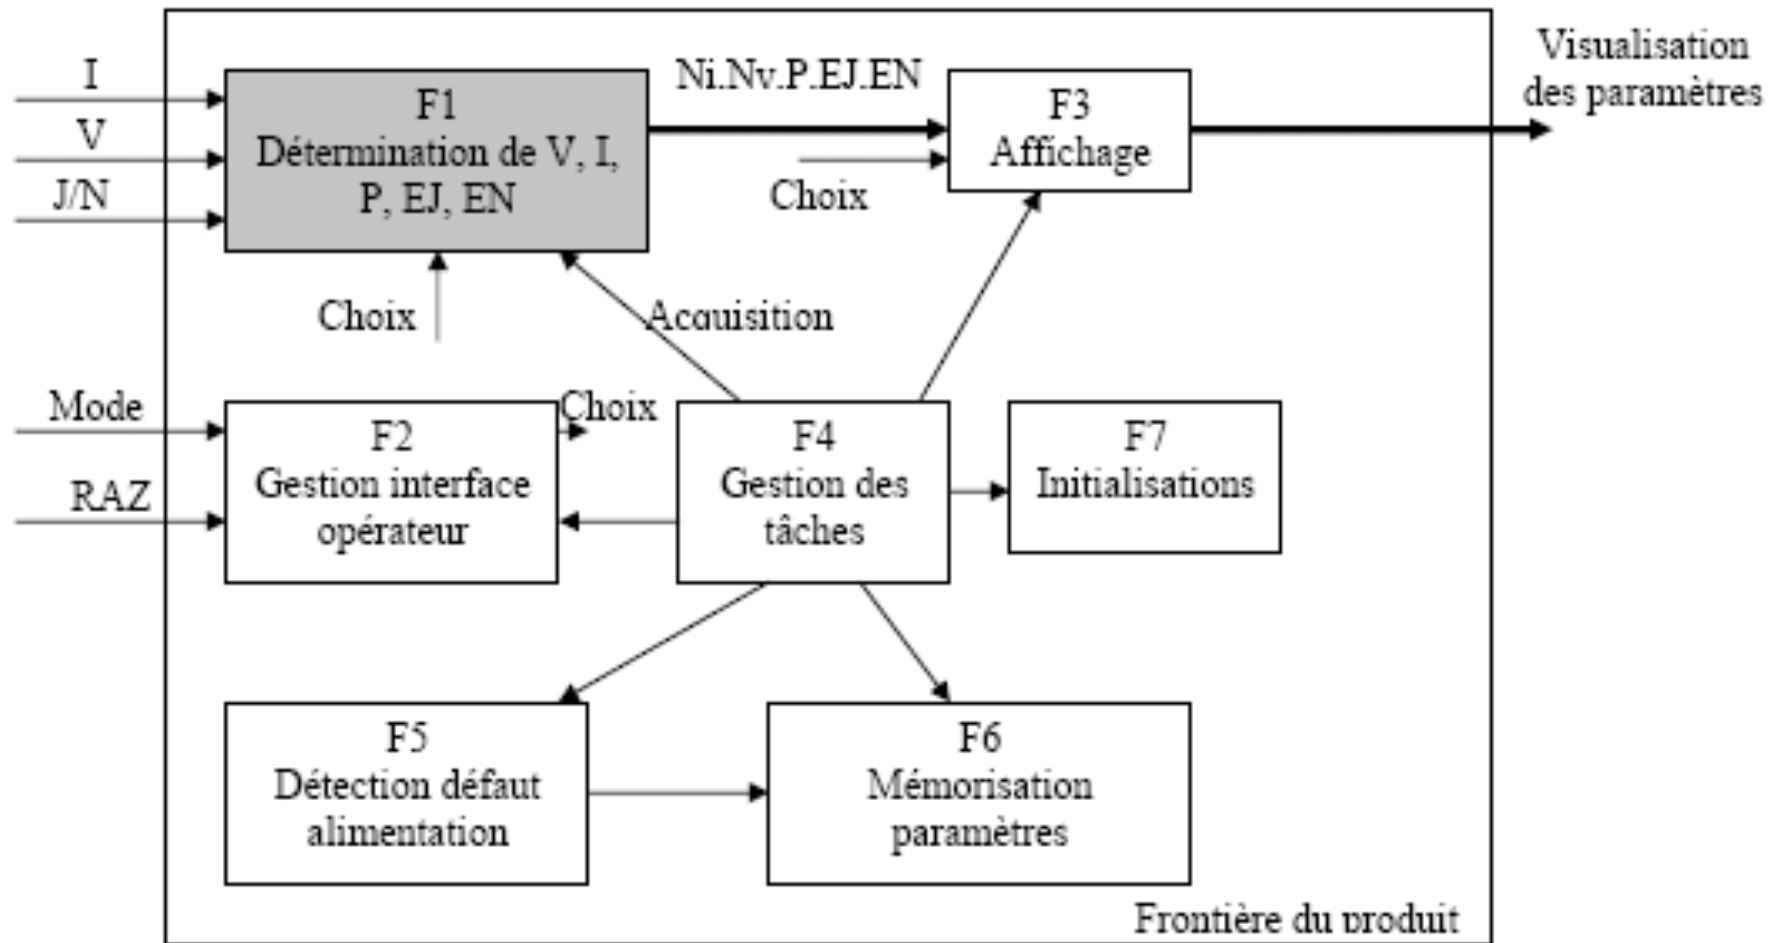 I
V
J/N
F1
Détermination de V, I,
P, EJ, EN
Ni.Nv.P.EJ.EN
F3
Affichage
Choix
Visualisation
des paramètres
Choix
Acquisition
Mode
RAZ
F2
Gestion interface
opérateur
Choix
F4
Gestion des
tâches
F7
Initialisations
F5
Détection défaut
alimentation
F6
Mémorisation
paramètres
Frontière du produit